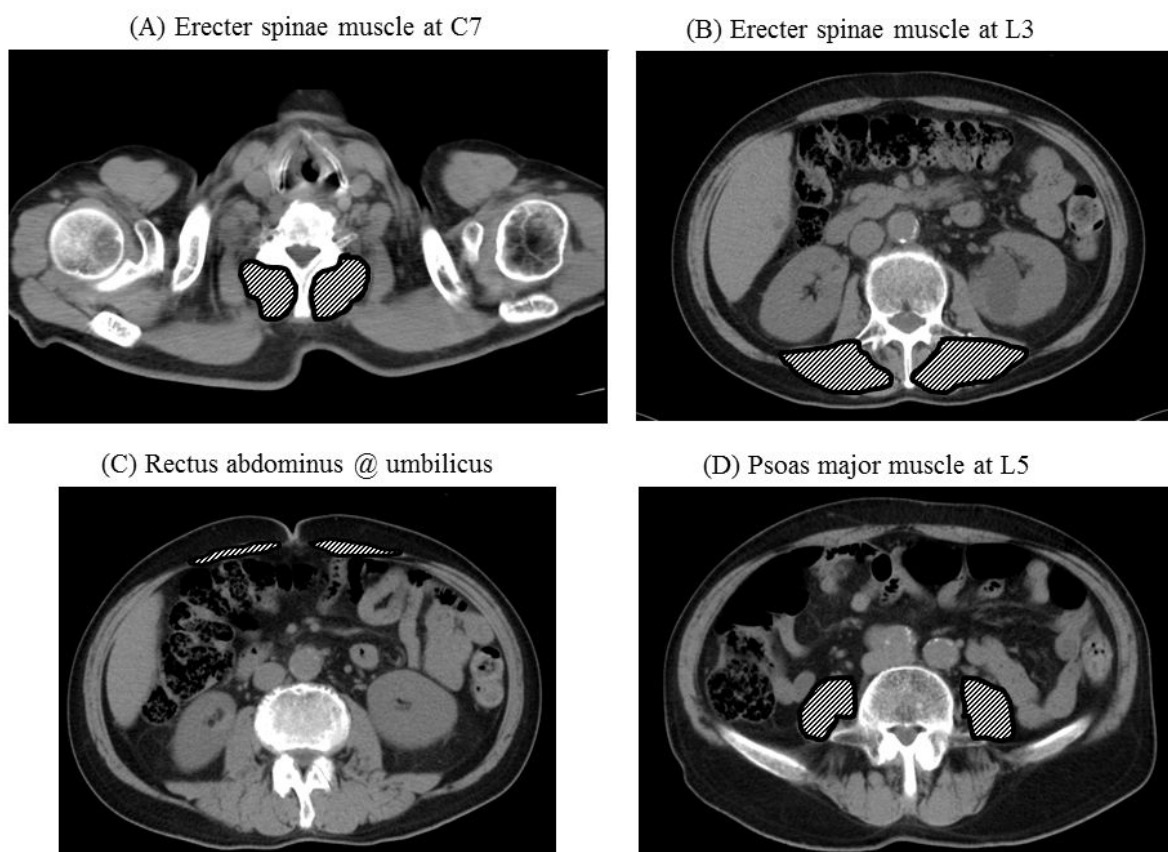 (A) Erecter spinae muscle at C7
(B) Erecter spinae muscle at L3
(C) Rectus abdominus @ umbilicus
(D) Psoas major muscle at L5